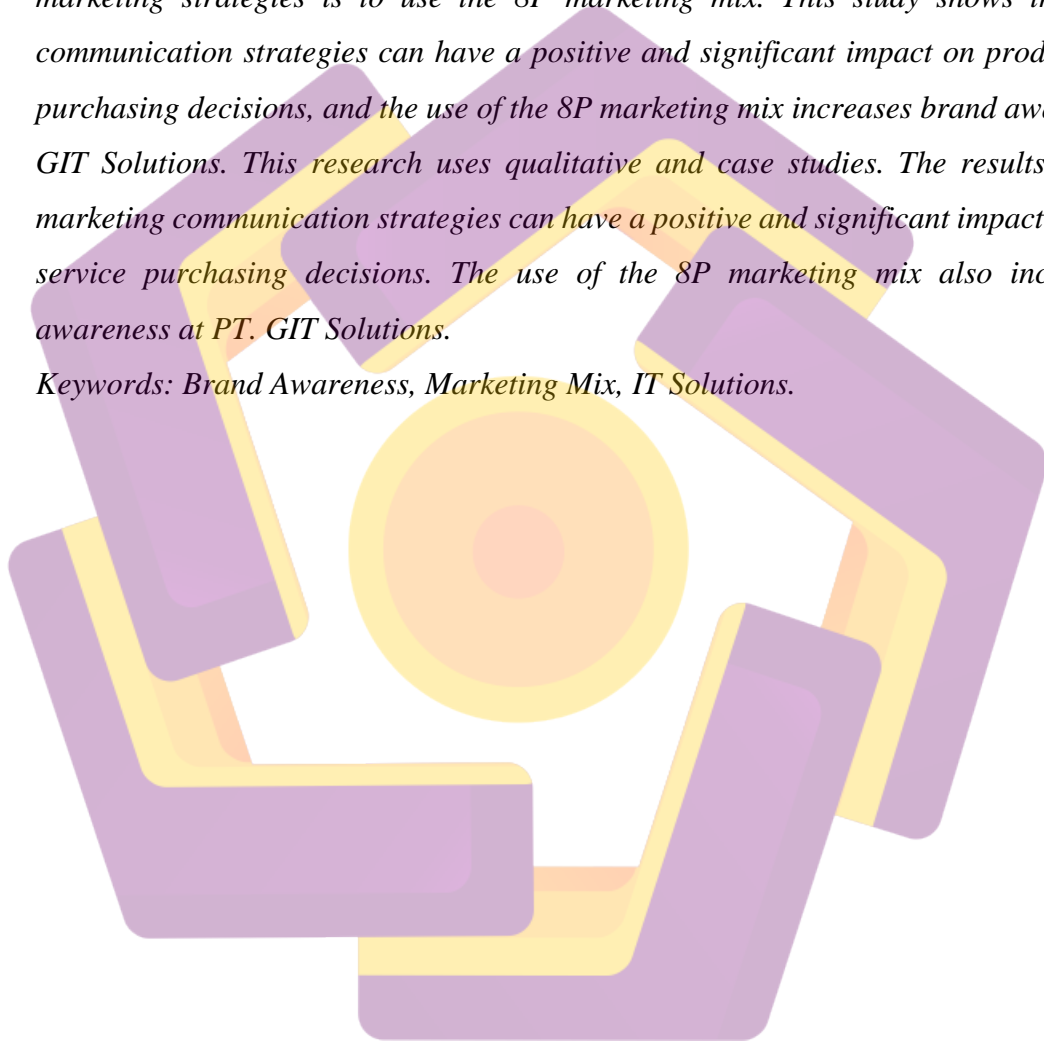 marketing strategies is to use the 8P marketing mix. This study shows
communication strategies can have a positive and significant impact on
purchasing decisions, and the use of the 8P marketing mix increases brand
GIT Solutions. This research uses qualitative and case studies. The results
marketing communication strategies can have a positive and significant impact
service purchasing decisions. The use of the 8P marketing mix also
awareness at PT. GIT Solutions.
Keywords: Brand Awareness, Marketing Mix, IT Solutions.